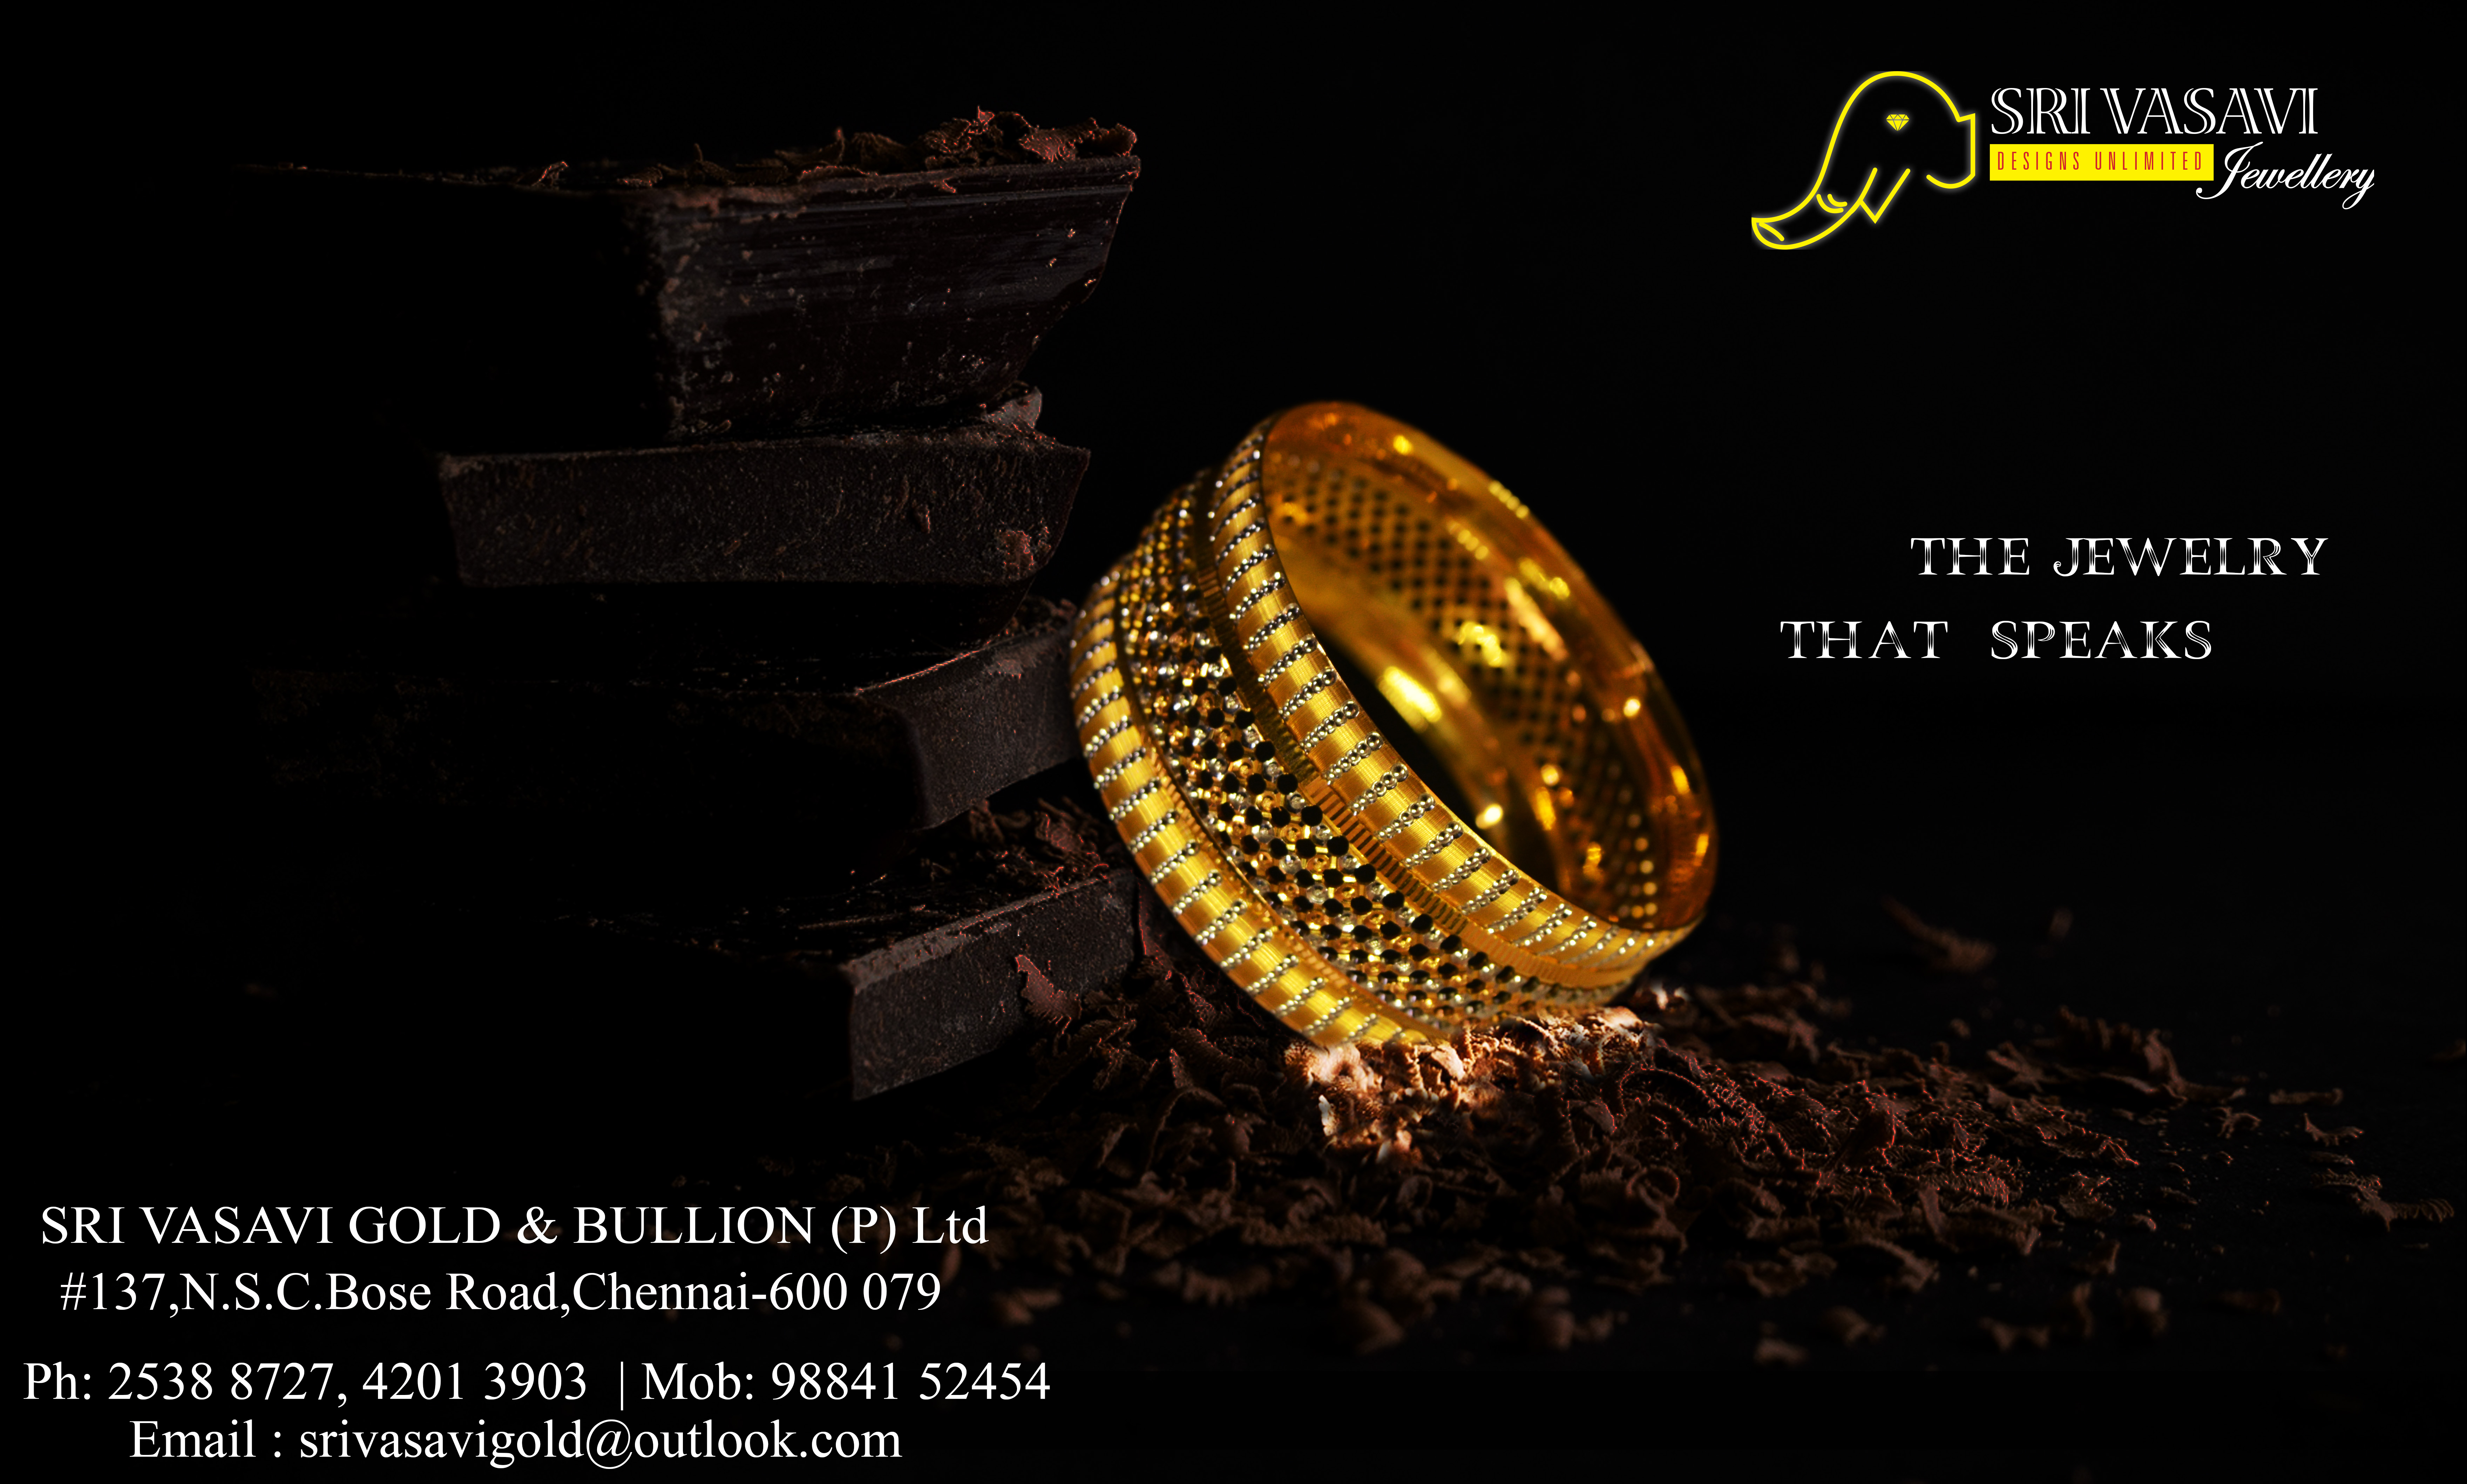 SRI VASAVI
DESIGNS UNLIMITED
Jewellery
THE JEWELRY
THAT SPEAKS
SRI VASAVI GOLD & BULLION (P) Ltd
#137,N.S.C.Bose Road,Chennai-600 079
Ph: 2538 8727, 4201 3903 | Mob: 98841 52454
Email : srivasavigold@outlook.com